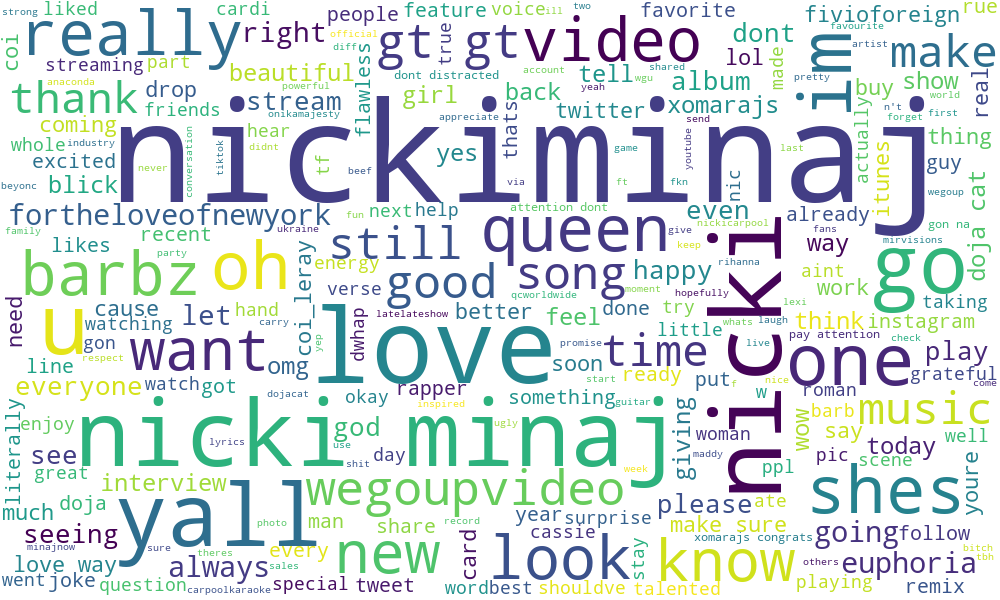 strong liked cardi people feature voice ill two favorite fivioforeign rue
coi really right gt gt video dont im make
streaming part official diff true lol favourite artist
anaconda beautiful flawless dont distracted tell album made pretty buy show real
thank drop stream powerful girl back account yeah wgu shared xomarajs n't first world
friends onikamajesty appreciate twitter send forget
coming hear thats actually thing
whole industry didnt tf nickiminaj game youtube last
excited conversation tiktok yes guy
beyonc blick never beef via ft fkn nic itunes cat wegoup
fortheloveofnewyork next help attention dont even already fans gon na
family recent fun ukraine still queen give nickicarpool way mirvisions doja
likes party coi_leray energy good song keep rihanna aint go
barbz oh verse qcworldwide happy moment hopefully work lexi taking
need cause hand latelateshow better feel done try whats laugh think instagram
u watching let carry dwhap promise little live pay attention check
gon respect want yep omg love soon time nicki one play
line dojacat rapper start ready put f nice roman grateful come
everyone watch got okay something guitar w
literally enjoy nicki minaj inspired ugly giving woman wow barb music
see lyrics god use say today well
great shit day week maddy ppl pic scene youre
doja interview wegoupvideo please ate shes
much yall photo man share record year surprise make sure
seeing minajnow sure theres every new card cassie stay xomarajs congrats going follow
love way always look know others euphoria bitch tbh
went joke question sales carpoolkaraoke special tweet word best shouldve talented playing remix